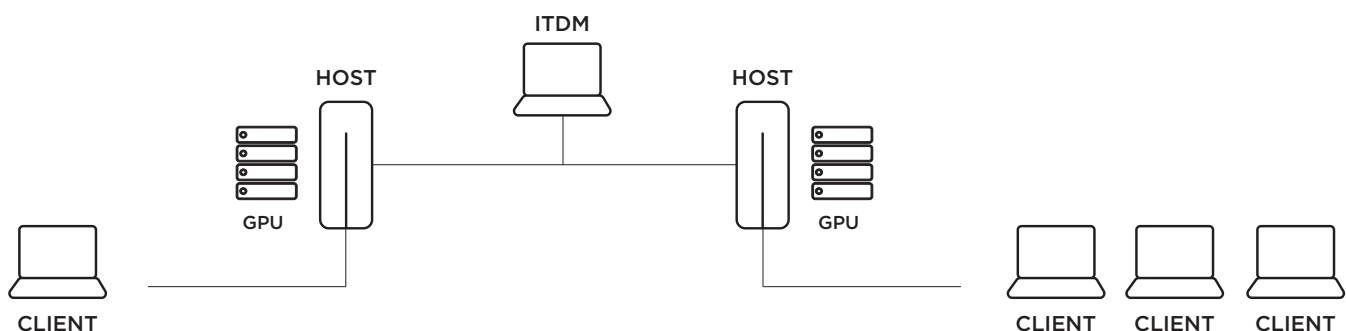 ITDM
HOST
HOST
GPU
GPU
CLIENT
CLIENT
CLIENT
CLIENT